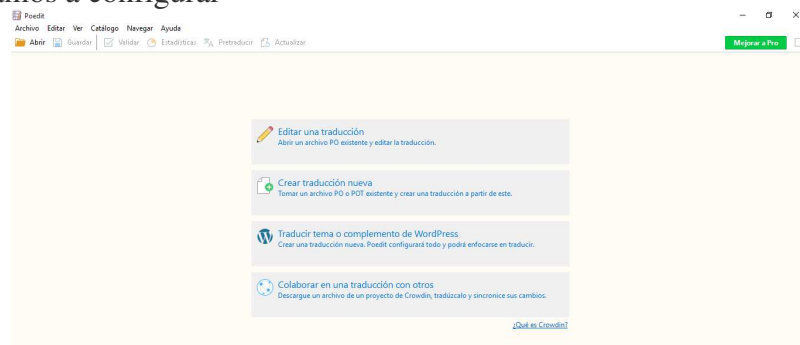 amos a configurar
Poedit
Archivo Editar Ver Catálogo Navegar Ayuda
Abrir Guardar Validar Estadísticas Pretraducir Actualizar Mejorar a Pro
Editar una traducción
Abrir un archivo PO existente y editar la traducción.
Crear traducción nueva
Tomar un archivo PO o POT existente y crear una traducción a partir de este.
Traducir tema o complemento de WordPress
Crear una traducción nueva. Poedit configurará todo y podrá enfocarse en traducir.
Colaborar en una traducción con otros
Descargue un archivo de un proyecto de Crowdin, tradúzcalo y sincronice sus cambios.
¿Qué es Crowdin?